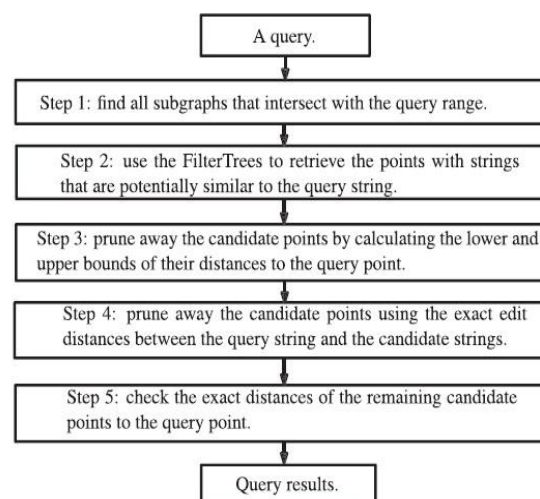 A query.
Step 1: find all subgraphs that intersect with the query range.
Step 2: use the FilterTrees to retrieve the points with strings
that are potentially similar to the query string.
Step 3: prune away the candidate points by calculating the lower and
upper bounds of their distances to the query point.
Step 4: prune away the candidate points using the exact edit
distances between the query string and the candidate strings.
Step 5: check the exact distances of the remaining candidate
points to the query point.
Query results.